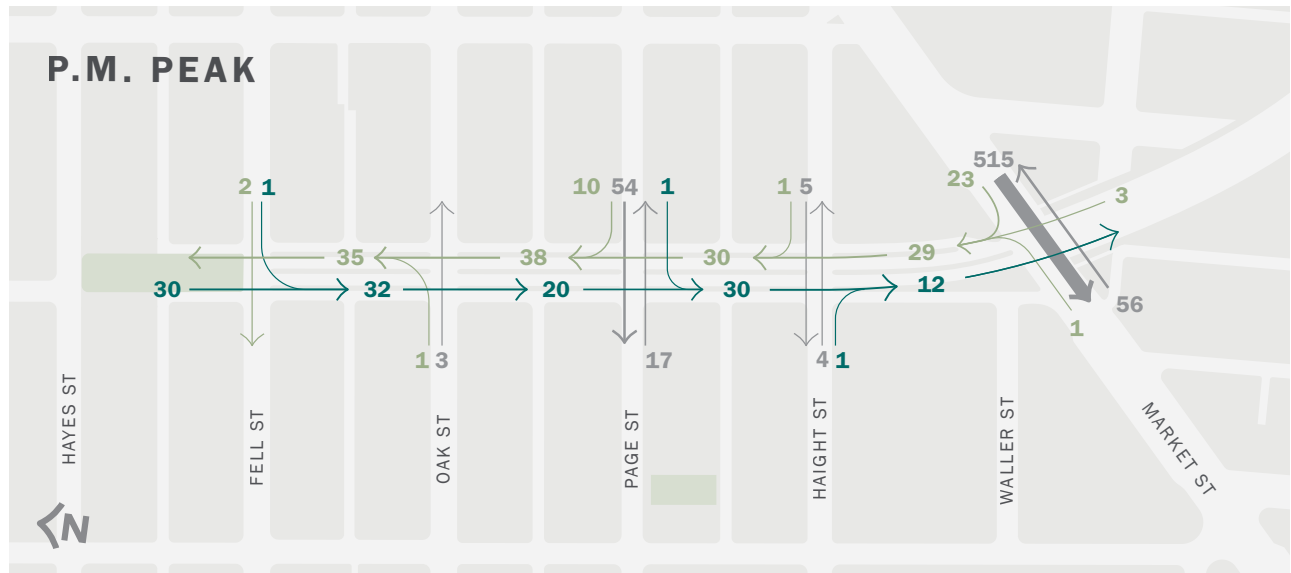 P.M. PEAK
515
2 1
10 54 1
1 5
23
3
35
38
30
29
30
32
20
30
12
56
1
1 3
17
4 1
HAYES ST
FELL ST
OAK ST
PAGE ST
HAIGHT ST
WALLER ST
MARKET ST
N